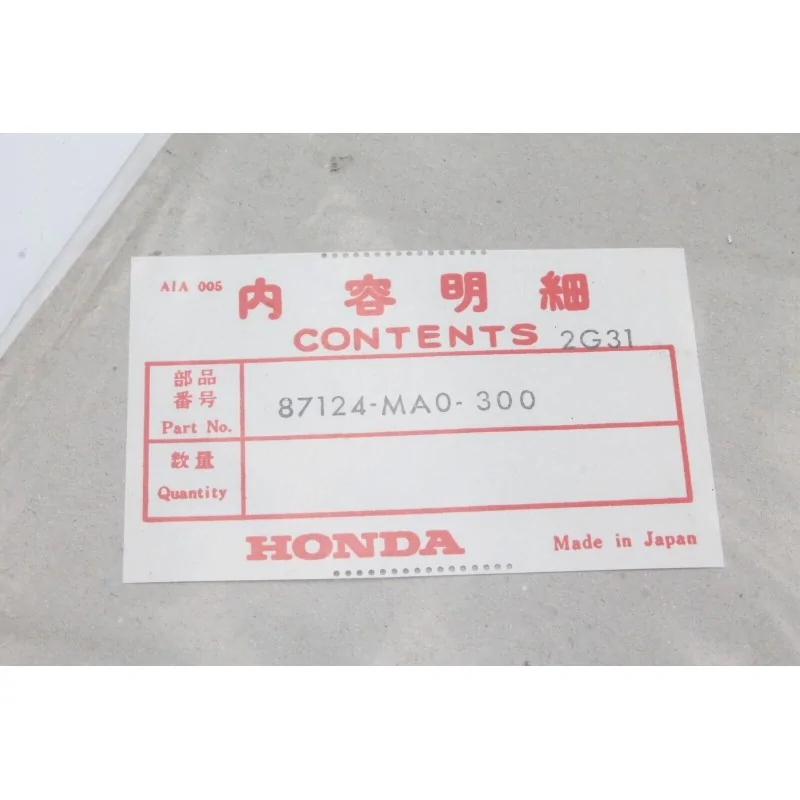 AIA 005 内容明細
CONTENTS 2G31
部品
番号
Part No.
87124-MA0-300
数量
Quantity
HONDA Made in Japan